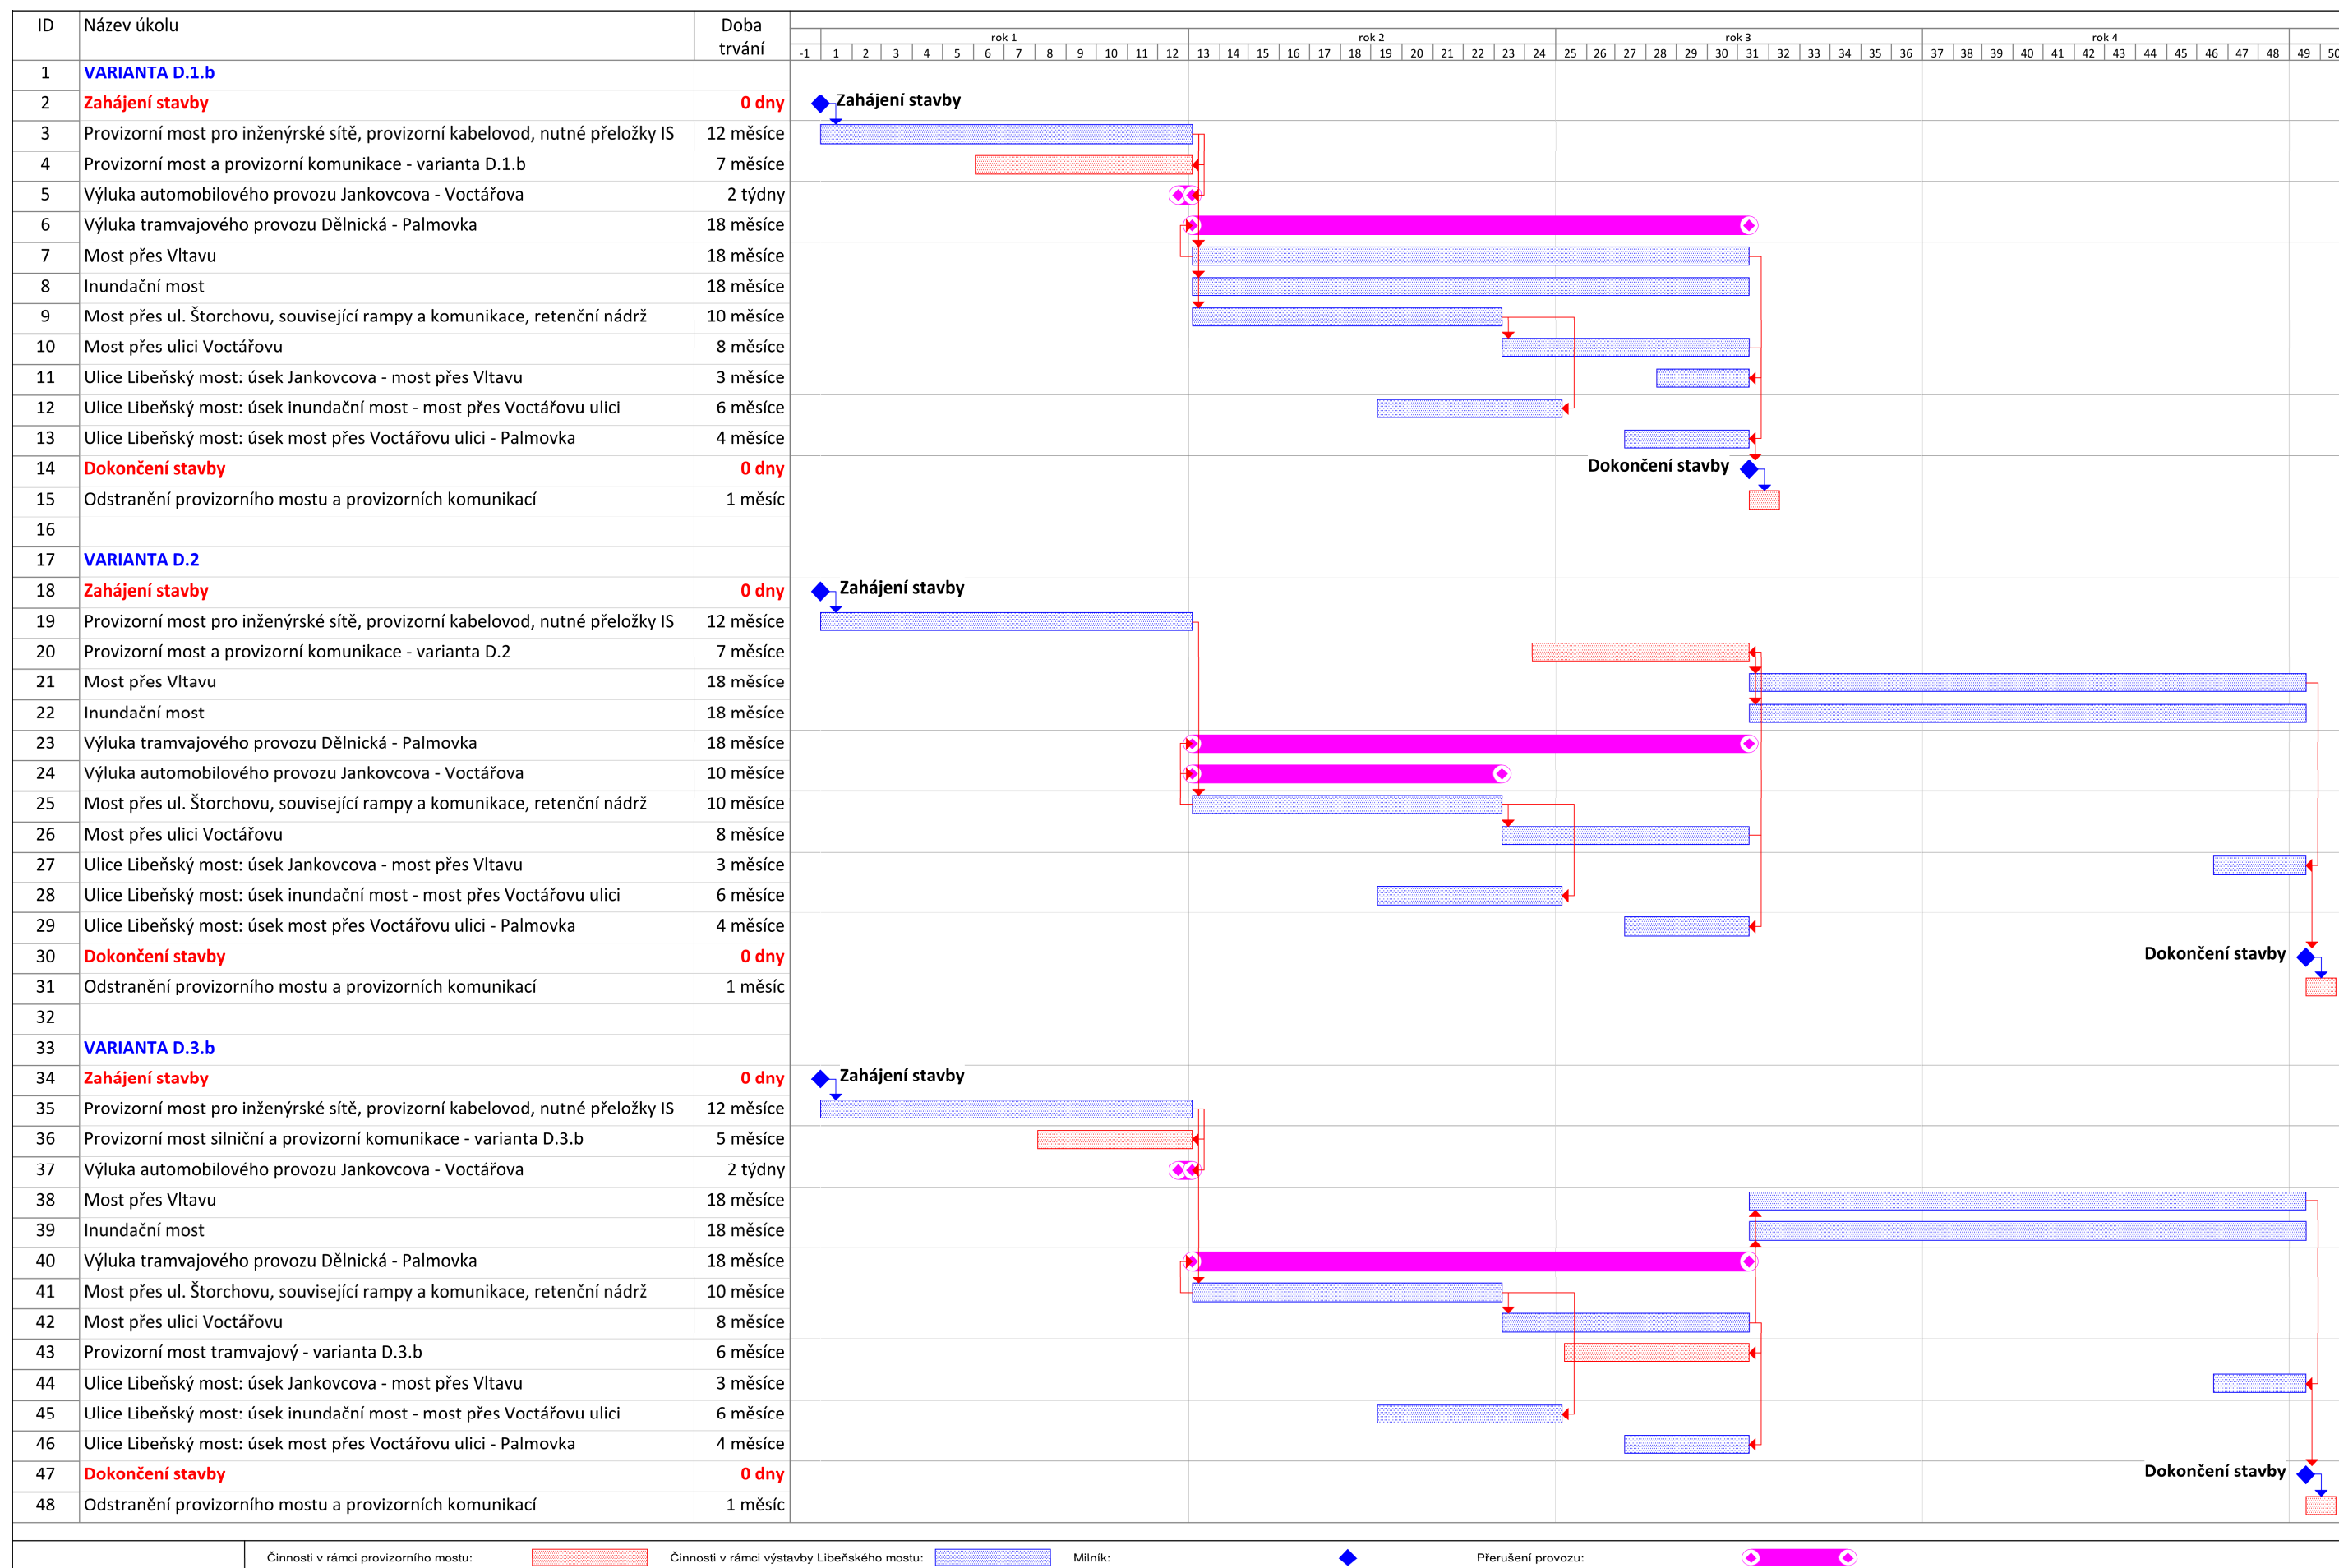 ID Název úkolu Doba trvání
rok 1 rok 2 rok 3 rok 4
-1 1 2 3 4 5 6 7 8 9 10 11 12 13 14 15 16 17 18 19 20 21 22 23 24 25 26 27 28 29 30 31 32 33 34 35 36 37 38 39 40 41 42 43 44 45 46 47 48 49 50
1 VARIANTA D.1.b
2 Zahájení stavby 0 dny Zahájení stavby
3 Provizorní most pro inženýrské sítě, provizorní kabelovod, nutné přeložky IS 12 měsíce
4 Provizorní most a provizorní komunikace - varianta D.1.b 7 měsíce
5 Výluka automobilového provozu Jankovcova - Voctářova 2 týdny
6 Výluka tramvajového provozu Dělnická - Palmovka 18 měsíce
7 Most přes Vltavu 18 měsíce
8 Inundační most 18 měsíce
9 Most přes ul. Štorchovu, související rampy a komunikace, retenční nádrž 10 měsíce
10 Most přes ulici Voctářovu 8 měsíce
11 Ulice Libeňský most: úsek Jankovcova - most přes Vltavu 3 měsíce
12 Ulice Libeňský most: úsek inundační most - most přes Voctářovu ulici 6 měsíce
13 Ulice Libeňský most: úsek most přes Voctářovu ulici - Palmovka 4 měsíce
14 Dokončení stavby 0 dny Dokončení stavby
15 Odstranění provizorního mostu a provizorních komunikací 1 měsíc
16
17 VARIANTA D.2
18 Zahájení stavby 0 dny Zahájení stavby
19 Provizorní most pro inženýrské sítě, provizorní kabelovod, nutné přeložky IS 12 měsíce
20 Provizorní most a provizorní komunikace - varianta D.2 7 měsíce
21 Most přes Vltavu 18 měsíce
22 Inundační most 18 měsíce
23 Výluka tramvajového provozu Dělnická - Palmovka 18 měsíce
24 Výluka automobilového provozu Jankovcova - Voctářova 10 měsíce
25 Most přes ul. Štorchovu, související rampy a komunikace, retenční nádrž 10 měsíce
26 Most přes ulici Voctářovu 8 měsíce
27 Ulice Libeňský most: úsek Jankovcova - most přes Vltavu 3 měsíce
28 Ulice Libeňský most: úsek inundační most - most přes Voctářovu ulici 6 měsíce
29 Ulice Libeňský most: úsek most přes Voctářovu ulici - Palmovka 4 měsíce
30 Dokončení stavby 0 dny Dokončení stavby
31 Odstranění provizorního mostu a provizorních komunikací 1 měsíc
32
33 VARIANTA D.3.b
34 Zahájení stavby 0 dny Zahájení stavby
35 Provizorní most pro inženýrské sítě, provizorní kabelovod, nutné přeložky IS 12 měsíce
36 Provizorní most silniční a provizorní komunikace - varianta D.3.b 5 měsíce
37 Výluka automobilového provozu Jankovcova - Voctářova 2 týdny
38 Most přes Vltavu 18 měsíce
39 Inundační most 18 měsíce
40 Výluka tramvajového provozu Dělnická - Palmovka 18 měsíce
41 Most přes ul. Štorchovu, související rampy a komunikace, retenční nádrž 10 měsíce
42 Most přes ulici Voctářovu 8 měsíce
43 Provizorní most tramvajový - varianta D.3.b 6 měsíce
44 Ulice Libeňský most: úsek Jankovcova - most přes Vltavu 3 měsíce
45 Ulice Libeňský most: úsek inundační most - most přes Voctářovu ulici 6 měsíce
46 Ulice Libeňský most: úsek most přes Voctářovu ulici - Palmovka 4 měsíce
47 Dokončení stavby 0 dny Dokončení stavby
48 Odstranění provizorního mostu a provizorních komunikací 1 měsíc
Činnosti v rámci provizorního mostu: Činnosti v rámci výstavby Libeňského mostu: Milník: Přerušení provozu: